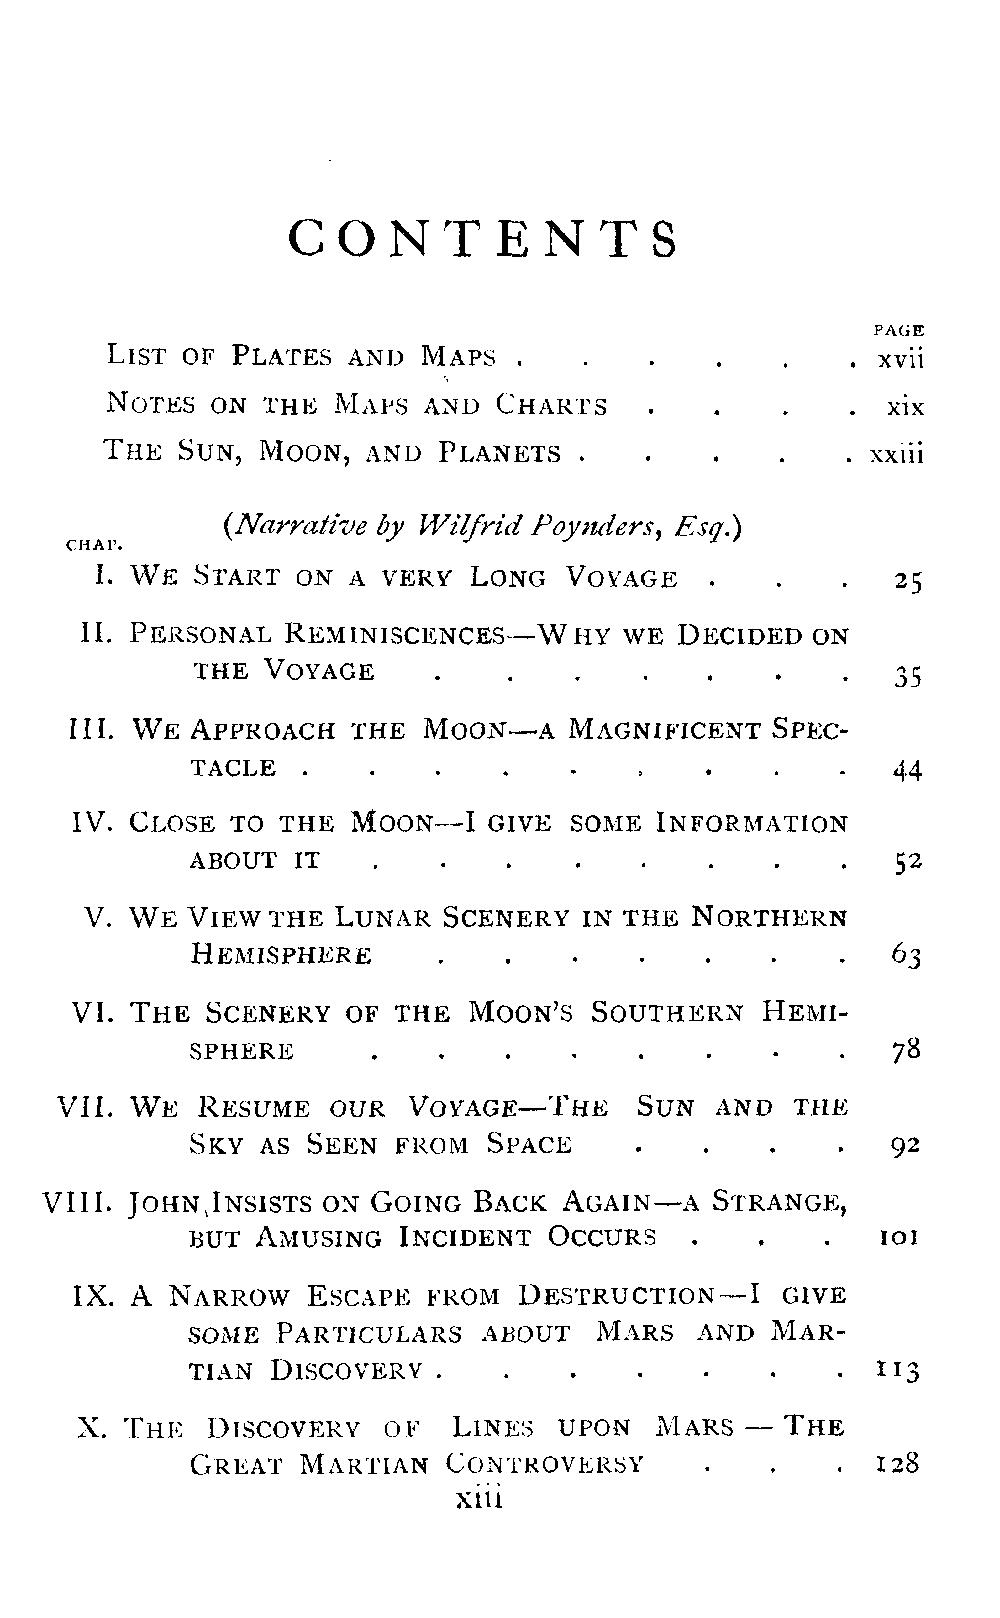 CONTENTS
PAGE
List of Plates and Maps . . . . . . xvii
Notes on the Maps and Charts . . . . xix
The Sun, Moon, and Planets . . . . . xxiii
(Narrative by Wilfrid Poynders, Esq.)
CHAP.
I. We Start on a very Long Voyage . . . 25
II. Personal Reminiscences—Why we Decided on
the Voyage . . . . . . . 35
III. We Approach the Moon—a Magnificent Spec-
tacle . . . . . . . . . 44
IV. Close to the Moon—I give some Information
about it . . . . . . . . 52
V. We View the Lunar Scenery in the Northern
Hemisphere . . . . . . . 63
VI. The Scenery of the Moon's Southern Hemi-
sphere . . . . . . . . 78
VII. We Resume our Voyage—The Sun and the
Sky as Seen from Space . . . . 92
VIII. John Insists on Going Back Again—a Strange,
but Amusing Incident Occurs . . . 101
IX. A Narrow Escape from Destruction—I give
some Particulars about Mars and Mar-
tian Discovery . . . . . . . 113
X. The Discovery of Lines upon Mars — The
Great Martian Controversy . . . 128
xiii